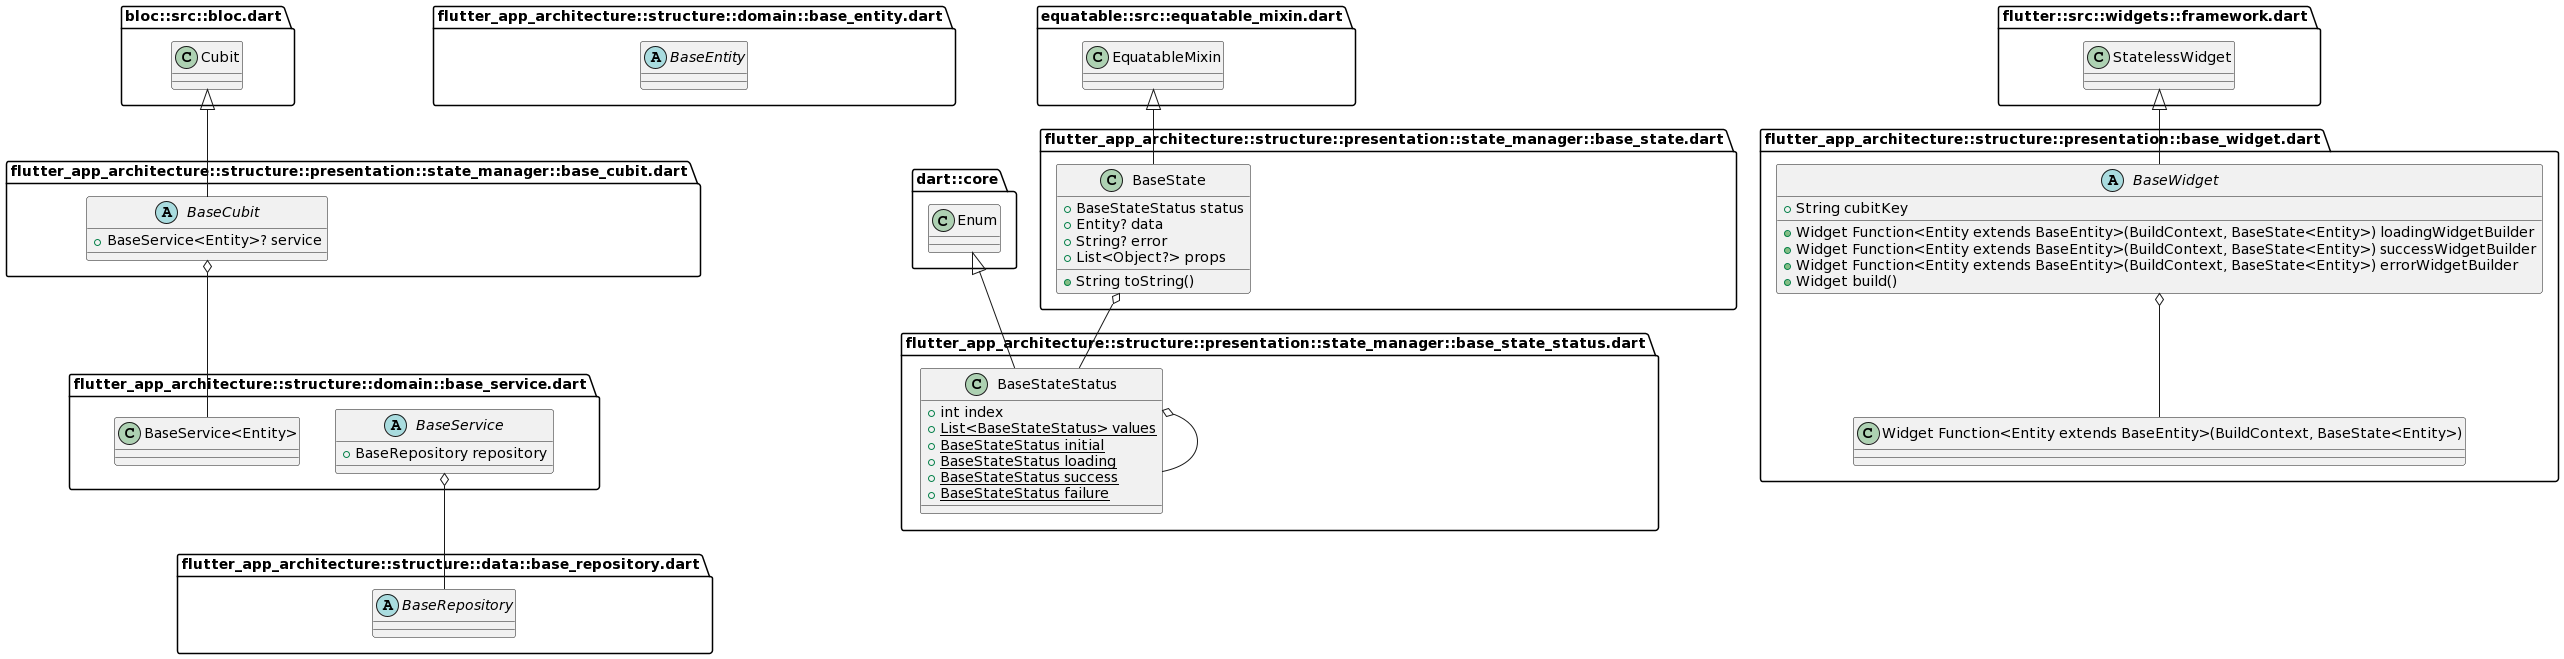 bloc::src::bloc.dart
C Cubit
flutter_app_architecture::structure::domain::base_entity.dart
A BaseEntity
equatable::src::equatable_mixin.dart
C EquatableMixin
flutter::src::widgets::framework.dart
C StatelessWidget
flutter_app_architecture::structure::presentation::state_manager::base_cubit.dart
A BaseCubit
BaseService<Entity>? service
dart::core
C Enum
flutter_app_architecture::structure::presentation::state_manager::base_state.dart
C BaseState
BaseStateStatus status
Entity? data
String? error
List<Object?> props
String toString()
flutter_app_architecture::structure::presentation::base_widget.dart
A BaseWidget
String cubitKey
Widget Function<Entity extends BaseEntity>(BuildContext, BaseState<Entity>) loadingWidgetBuilder
Widget Function<Entity extends BaseEntity>(BuildContext, BaseState<Entity>) successWidgetBuilder
Widget Function<Entity extends BaseEntity>(BuildContext, BaseState<Entity>) errorWidgetBuilder
Widget build()
flutter_app_architecture::structure::domain::base_service.dart
C BaseService<Entity>
A BaseService
BaseRepository repository
flutter_app_architecture::structure::presentation::state_manager::base_state_status.dart
C BaseStateStatus
int index
List<BaseStateStatus> values
BaseStateStatus initial
BaseStateStatus loading
BaseStateStatus success
BaseStateStatus failure
C Widget Function<Entity extends BaseEntity>(BuildContext, BaseState<Entity>)
flutter_app_architecture::structure::data::base_repository.dart
A BaseRepository